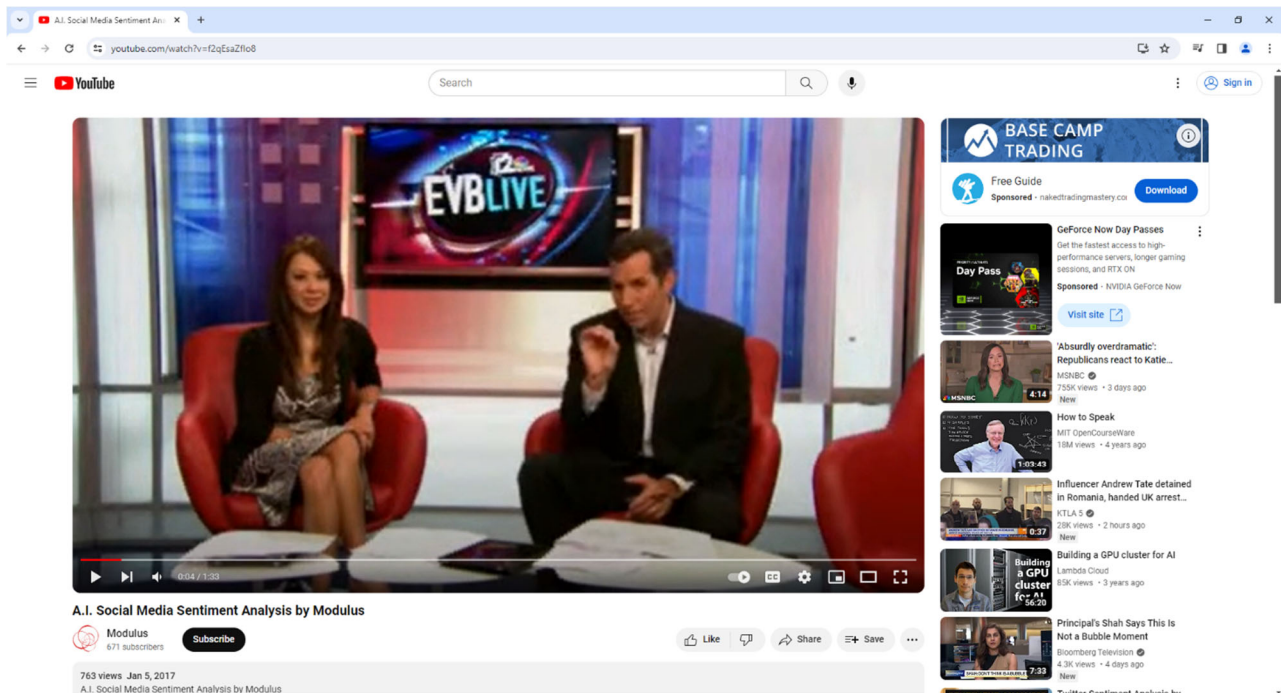 A.I. Social Media Sentiment An
youtube.com/watch?v=f2qEsaZflo8
YouTube
Search
Sign in
12
EVBLIVE
0:04 / 1:33
CC
A.I. Social Media Sentiment Analysis by Modulus
Modulus
671 subscribers
Subscribe
Like
Share
Save
763 views Jan 5, 2017
A.I. Social Media Sentiment Analysis by Modulus
BASE CAMP
TRADING
Free Guide
Sponsored · nakedtradingmastery.co
Download
Day Pass
GeForce Now Day Passes
Get the fastest access to high-
performance servers, longer gaming
sessions, and RTX ON
Sponsored · NVIDIA GeForce Now
Visit site
MSNBC
4:14
'Absurdly overdramatic':
Republicans react to Katie...
MSNBC
755K views • 3 days ago
New
1:03:43
How to Speak
MIT OpenCourseWare
18M views • 4 years ago
0:37
Influencer Andrew Tate detained
in Romania, handed UK arrest...
KTLA 5
28K views • 2 hours ago
New
Building
a GPU
cluster
for AI
56:20
Building a GPU cluster for AI
Lambda Cloud
85K views • 3 years ago
7:33
Principal's Shah Says This Is
Not a Bubble Moment
Bloomberg Television
4.3K views • 4 days ago
New
Twitter Sentiment Analysis by